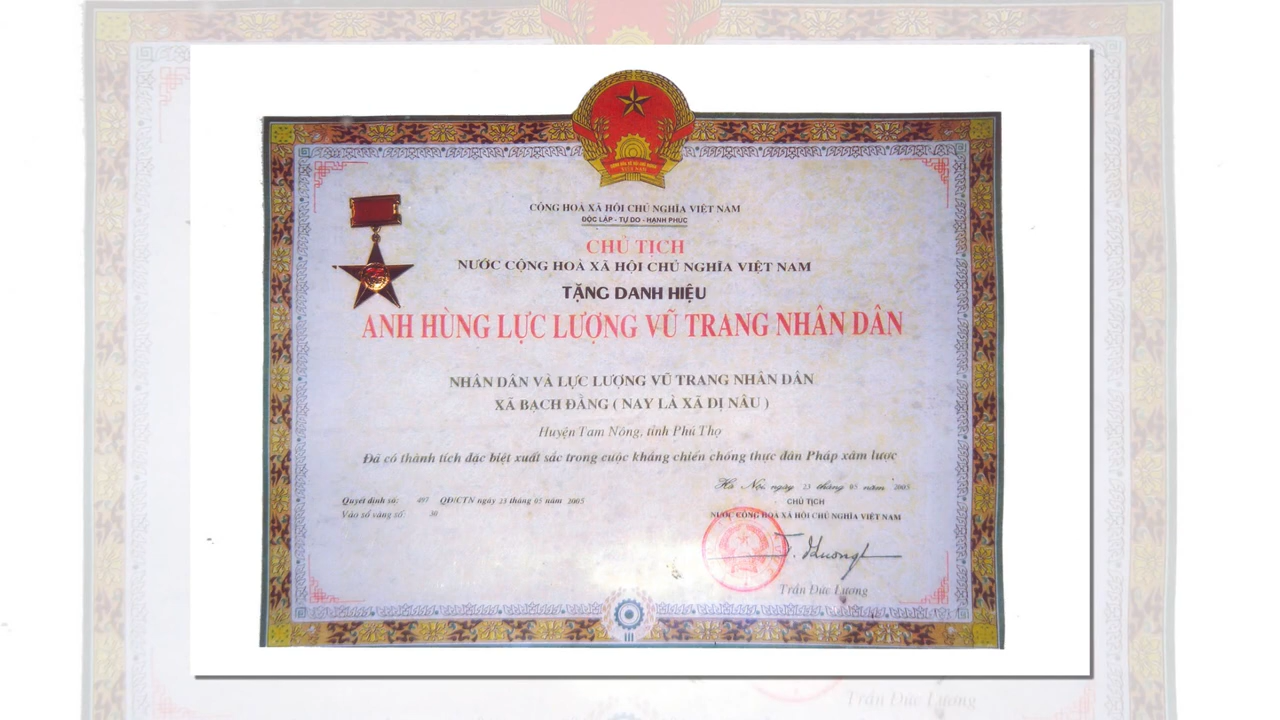 CỘNG HOÀ XÃ HỘI CHỦ NGHĨA VIỆT NAM
ĐỘC LẬP - TỰ DO - HẠNH PHÚC
CHỦ TỊCH
NƯỚC CỘNG HOÀ XÃ HỘI CHỦ NGHĨA VIỆT NAM
TẶNG DANH HIỆU
ANH HÙNG LỰC LƯỢNG VŨ TRANG NHÂN DÂN
NHÂN DÂN VÀ LỰC LƯỢNG VŨ TRANG NHÂN DÂN
XÃ BẠCH ĐẰNG ( NAY LÀ XÃ DỊ NẬU )
Huyện Tam Nông, tỉnh Phú Thọ
Đã có thành tích đặc biệt xuất sắc trong cuộc kháng chiến chống thực dân Pháp xâm lược
Hà Nội, ngày 23 tháng 05 năm 2005
CHỦ TỊCH
NƯỚC CỘNG HOÀ XÃ HỘI CHỦ NGHĨA VIỆT NAM
Quyết định số: 497 QĐ/CTN ngày 23 tháng 05 năm 2005
Vào sổ vàng số: 30
Trần Đức Lương
Trần Đức Lương